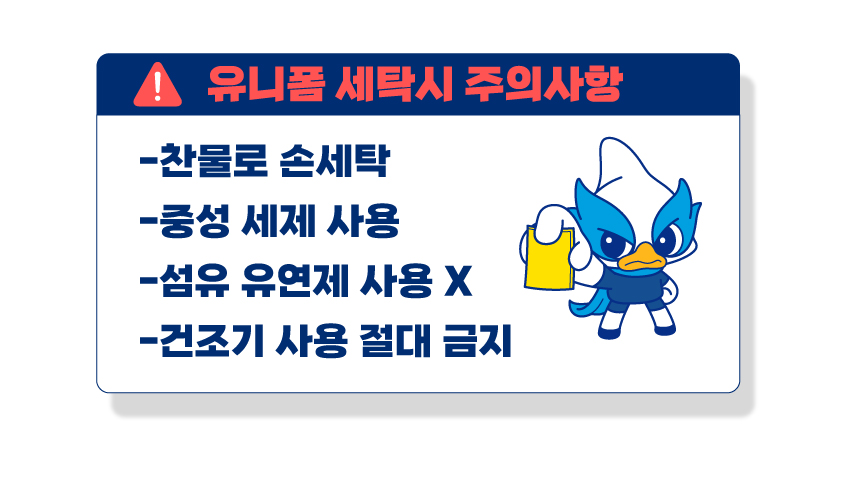 유니폼 세탁시 주의사항
-찬물로 손세탁
-중성 세제 사용
-섬유 유연제 사용 X
-건조기 사용 절대 금지